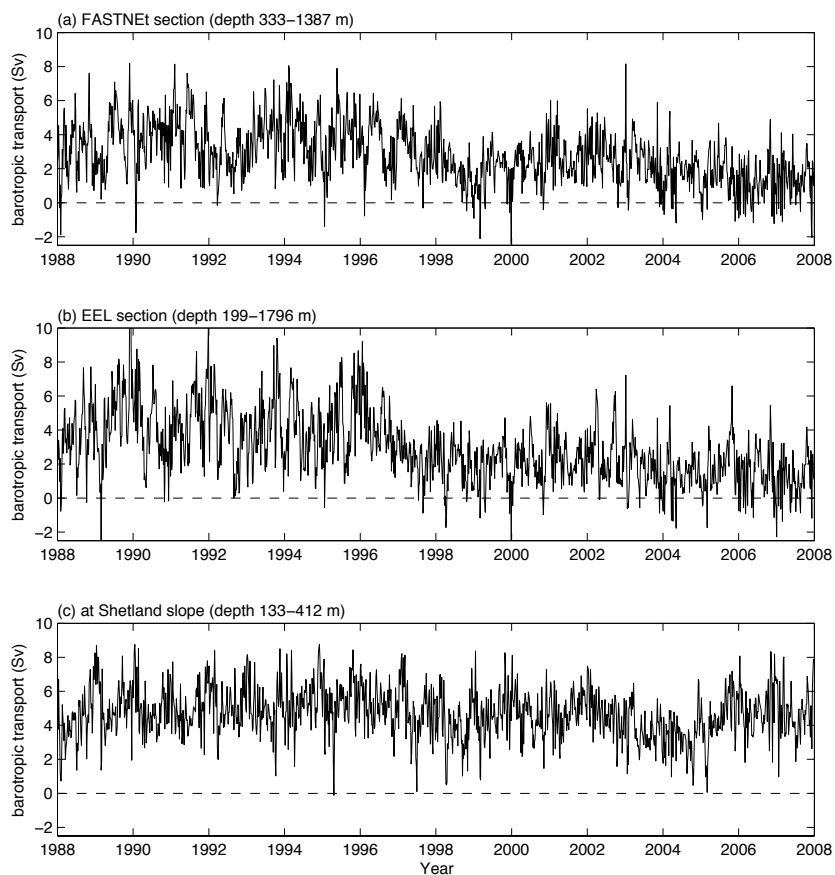 (a) FASTNEt section (depth 333−1387 m)
10
8
6
4
2
0
−2
barotropic transport (Sv)
1988 1990 1992 1994 1996 1998 2000 2002 2004 2006 2008
(b) EEL section (depth 199−1796 m)
10
8
6
4
2
0
−2
barotropic transport (Sv)
1988 1990 1992 1994 1996 1998 2000 2002 2004 2006 2008
(c) at Shetland slope (depth 133−412 m)
10
8
6
4
2
0
−2
barotropic transport (Sv)
1988 1990 1992 1994 1996 1998 2000 2002 2004 2006 2008
Year